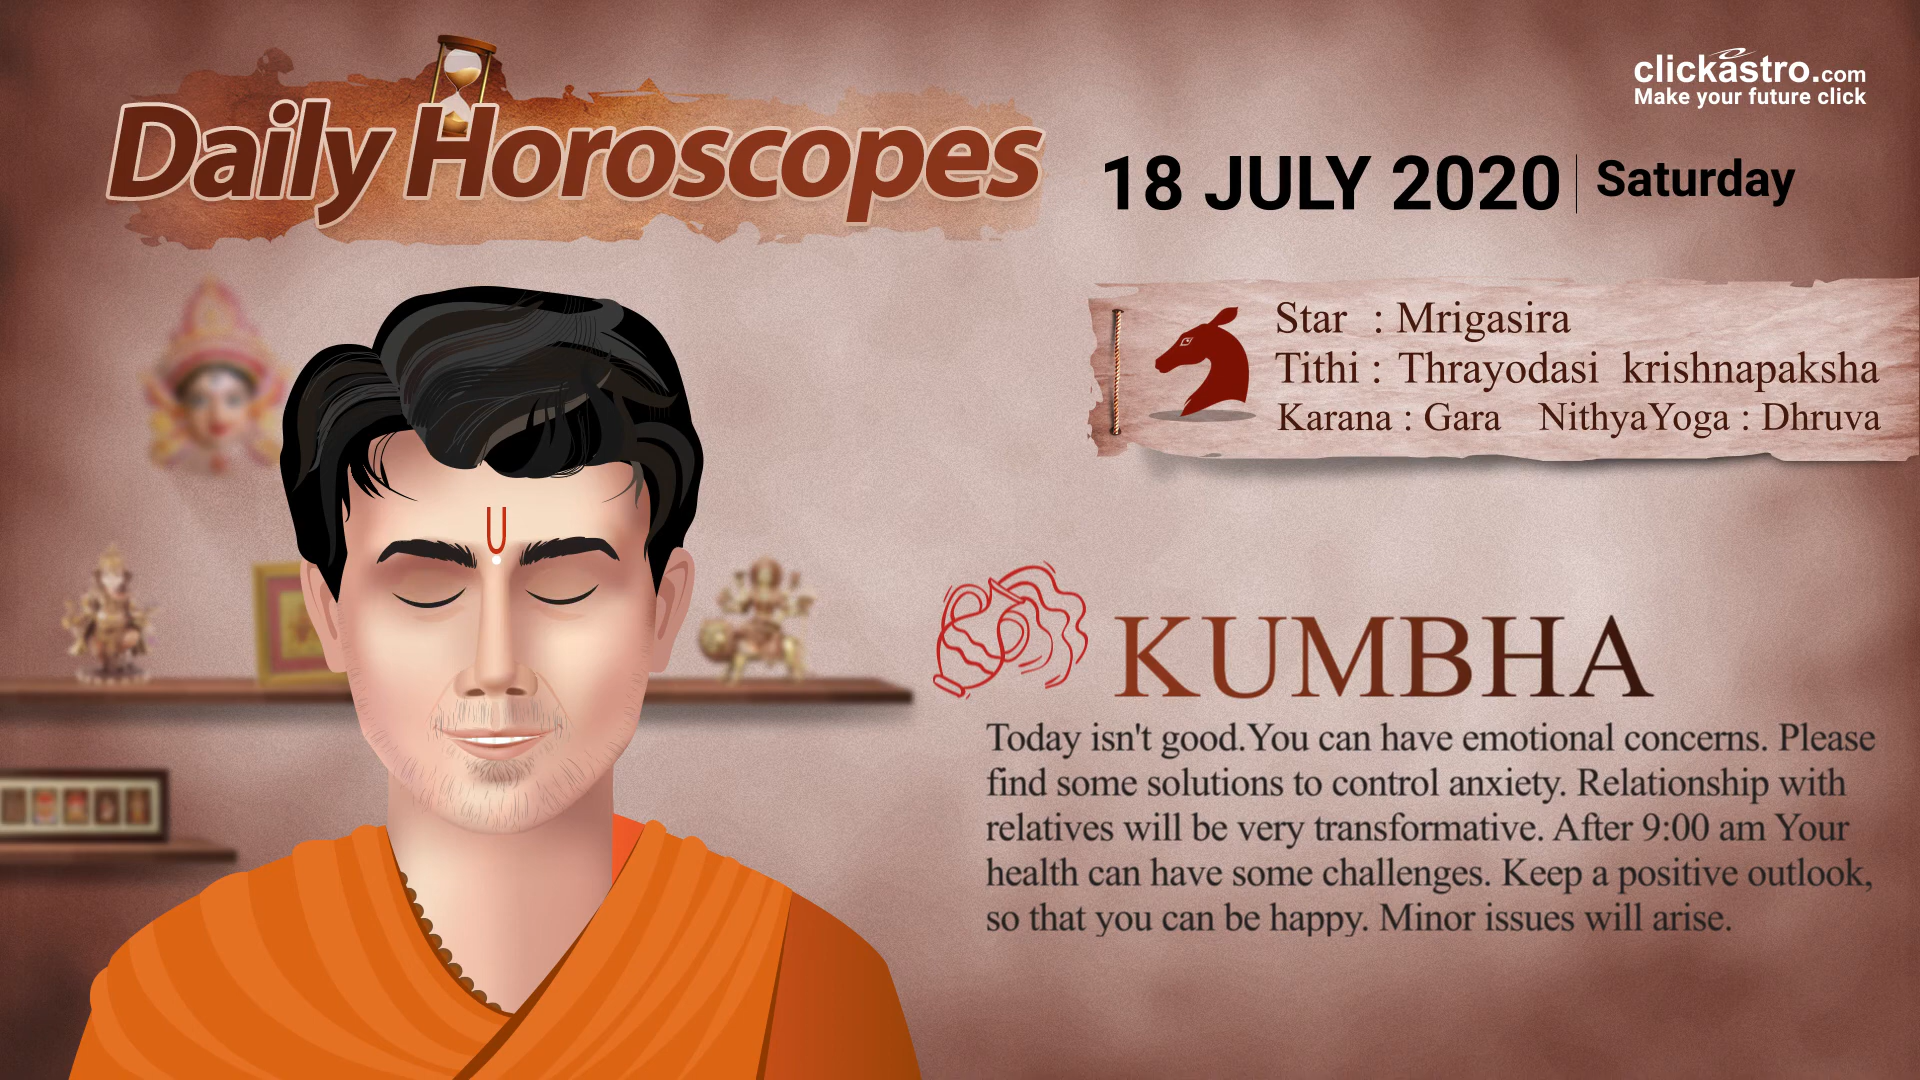 Daily Horoscopes
clickastro.com
Make your future click
18 JULY 2020 Saturday
Star : Mrigasira
Tithi : Thrayodasi krishnapaksha
Karana : Gara NithyaYoga : Dhruva
KUMBHA
Today isn't good.You can have emotional concerns. Please
find some solutions to control anxiety. Relationship with
relatives will be very transformative. After 9:00 am Your
health can have some challenges. Keep a positive outlook,
so that you can be happy. Minor issues will arise.